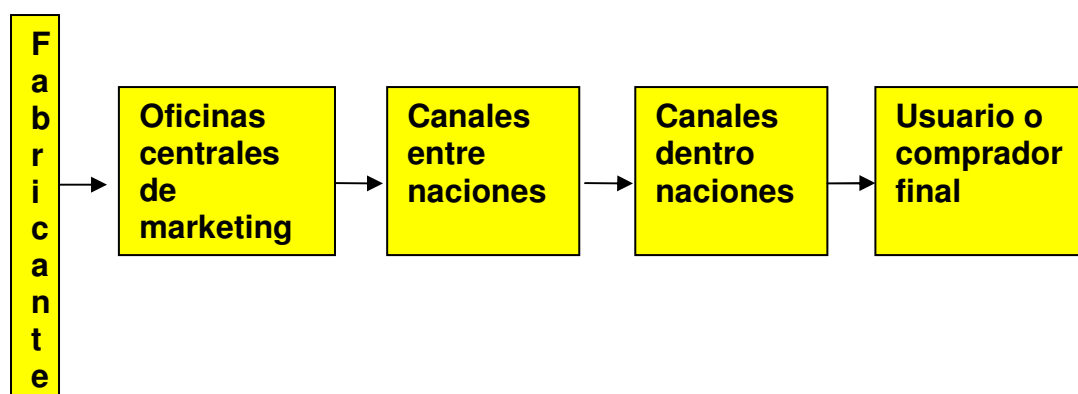 Fabricante
Oficinas
centrales
de
marketing
Canales
entre
naciones
Canales
dentro
naciones
Usuario o
comprador
final